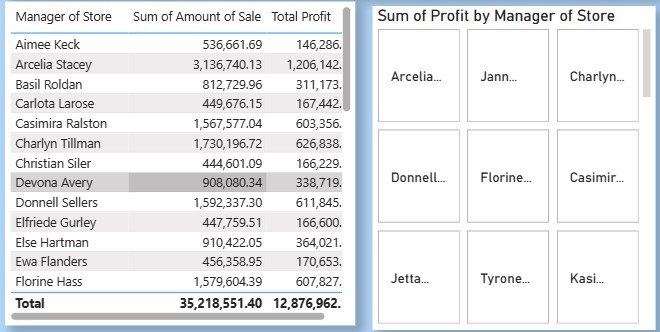 Manager of Store Sum of Amount of Sale Total Profit
Aimee Keck 536,661.69 146,286.
Arcelia Stacey 3,136,740.13 1,206,142.
Basil Roldan 812,729.96 311,173.
Carlota Larose 449,676.15 167,442.
Casimira Ralston 1,567,577.04 603,356.
Charlyn Tillman 1,730,196.72 626,838.
Christian Siler 444,601.09 166,229.
Devona Avery 908,080.34 338,719.
Donnell Sellers 1,592,337.30 611,845.
Elfriede Gurley 447,759.51 166,600.
Else Hartman 910,422.05 364,021.
Ewa Flanders 456,358.95 170,653.
Florine Hass 1,579,604.39 607,827.
Total 35,218,551.40 12,876,962.
Sum of Profit by Manager of Store
Arcelia... Jann... Charlyn...
Donnell... Florine... Casimir...
Jetta... Tyrone... Kasi...